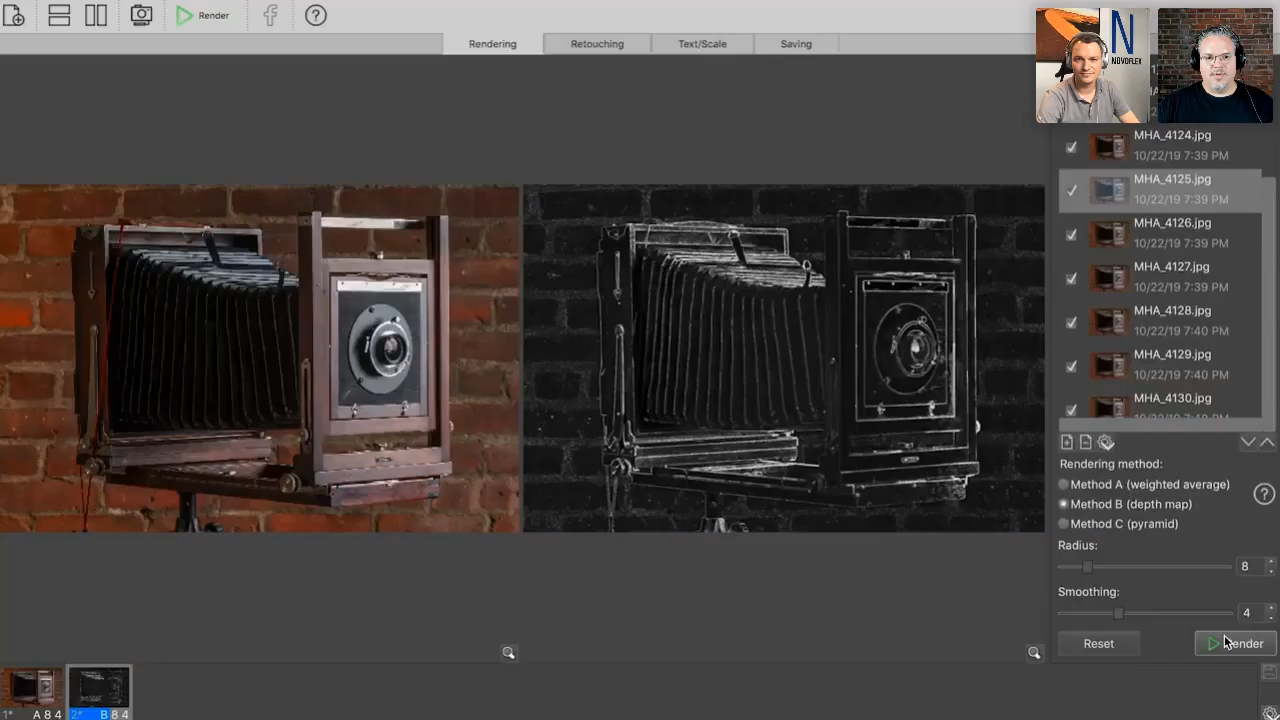 Render
Rendering
Retouching
Text/Scale
Saving
N
NOVOFLEX
MHA_4124.jpg
10/22/19 7:39 PM
MHA_4125.jpg
10/22/19 7:39 PM
MHA_4126.jpg
10/22/19 7:39 PM
MHA_4127.jpg
10/22/19 7:39 PM
MHA_4128.jpg
10/22/19 7:40 PM
MHA_4129.jpg
10/22/19 7:40 PM
MHA_4130.jpg
Rendering method:
Method A (weighted average)
Method B (depth map)
Method C (pyramid)
Radius:
8
Smoothing:
4
Reset
Render
1* A 8 4
2* B 8 4